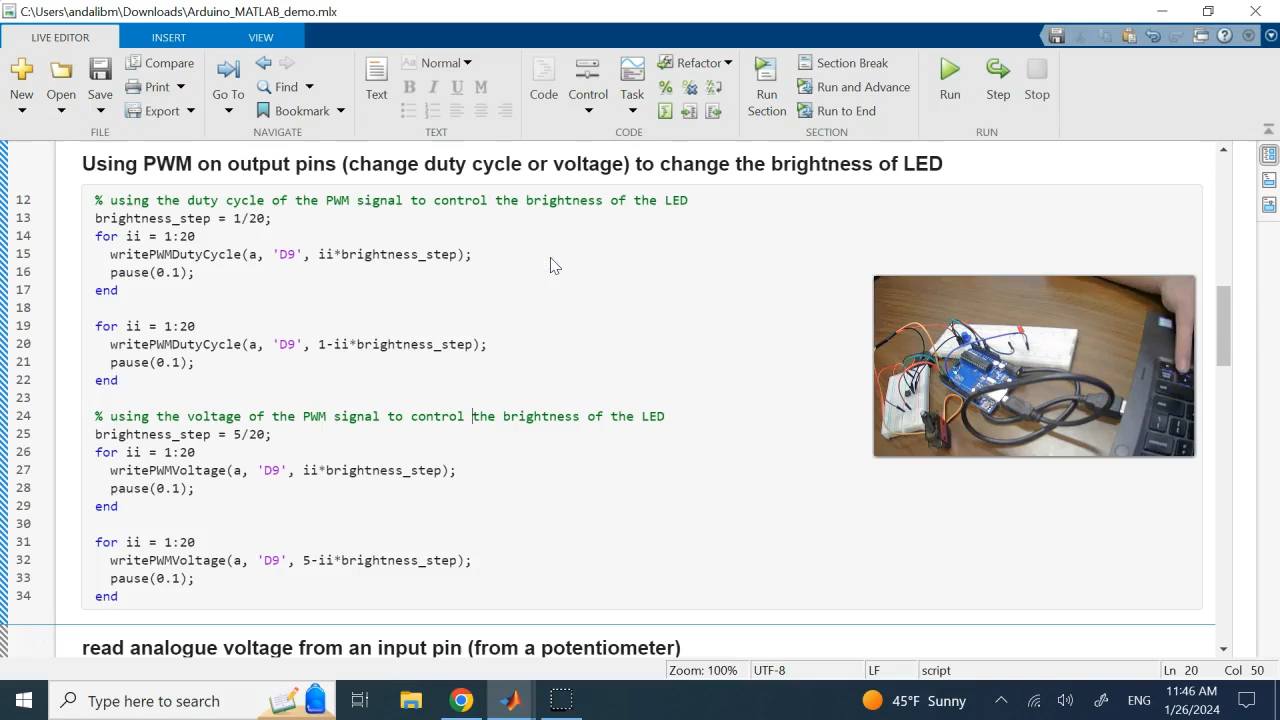 C:\Users\andalibm\Downloads\Arduino_MATLAB_demo.mlx
LIVE EDITOR INSERT VIEW
New Open Save Compare Print Export
FILE
Go To Find Bookmark
NAVIGATE
Text Aa Normal B I U M
TEXT
Code Control Task Refactor
CODE
Run Section Section Break Run and Advance Run to End
SECTION
Run Step Stop
RUN
Using PWM on output pins (change duty cycle or voltage) to change the brightness of LED
12 % using the duty cycle of the PWM signal to control the brightness of the LED
13 brightness_step = 1/20;
14 for ii = 1:20
15 writePWMDutyCycle(a, 'D9', ii*brightness_step);
16 pause(0.1);
17 end
18
19 for ii = 1:20
20 writePWMDutyCycle(a, 'D9', 1-ii*brightness_step);
21 pause(0.1);
22 end
23
24 % using the voltage of the PWM signal to control the brightness of the LED
25 brightness_step = 5/20;
26 for ii = 1:20
27 writePWMVoltage(a, 'D9', ii*brightness_step);
28 pause(0.1);
29 end
30
31 for ii = 1:20
32 writePWMVoltage(a, 'D9', 5-ii*brightness_step);
33 pause(0.1);
34 end
read analogue voltage from an input pin (from a potentiometer)
Zoom: 100% UTF-8 LF script Ln 20 Col 50
Type here to search
45°F Sunny ENG
11:46 AM
1/26/2024